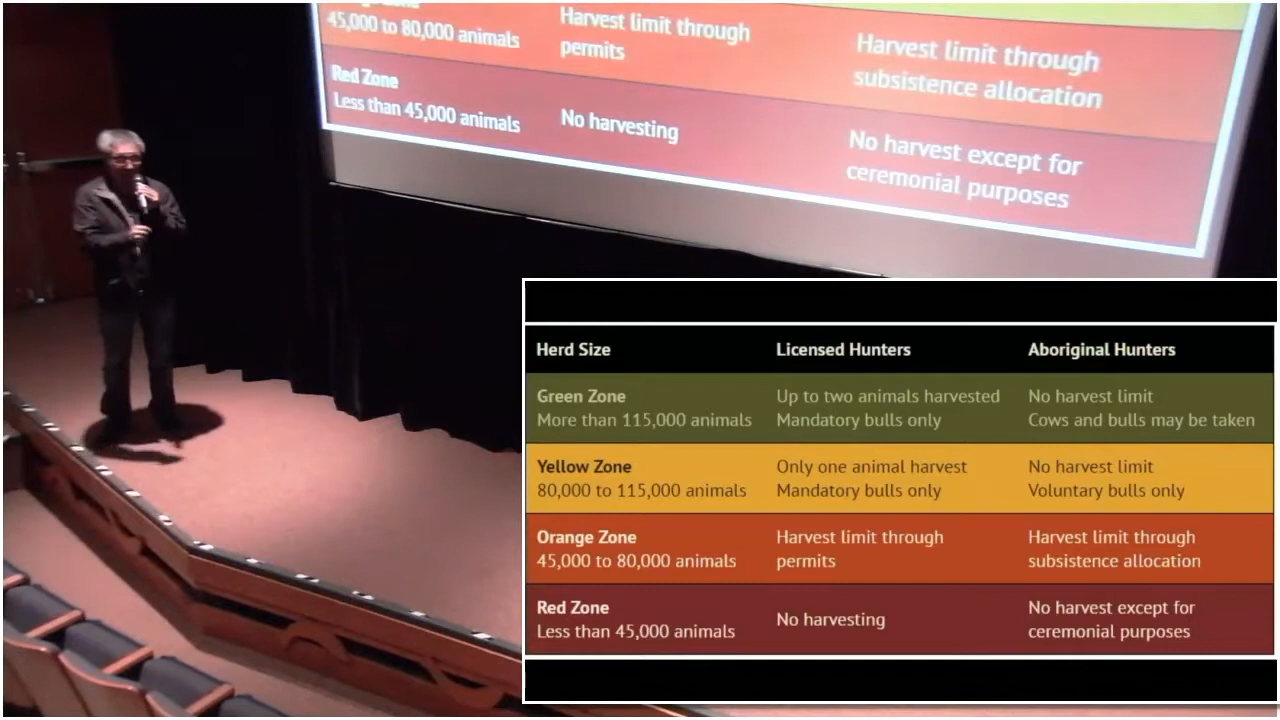 45,000 to 80,000 animals
Harvest limit through
permits
Harvest limit through
subsistence allocation
Red Zone
Less than 45,000 animals
No harvesting
No harvest except for
ceremonial purposes
Herd Size
Licensed Hunters
Aboriginal Hunters
Green Zone
More than 115,000 animals
Up to two animals harvested
Mandatory bulls only
No harvest limit
Cows and bulls may be taken
Yellow Zone
80,000 to 115,000 animals
Only one animal harvest
Mandatory bulls only
No harvest limit
Voluntary bulls only
Orange Zone
45,000 to 80,000 animals
Harvest limit through
permits
Harvest limit through
subsistence allocation
Red Zone
Less than 45,000 animals
No harvesting
No harvest except for
ceremonial purposes